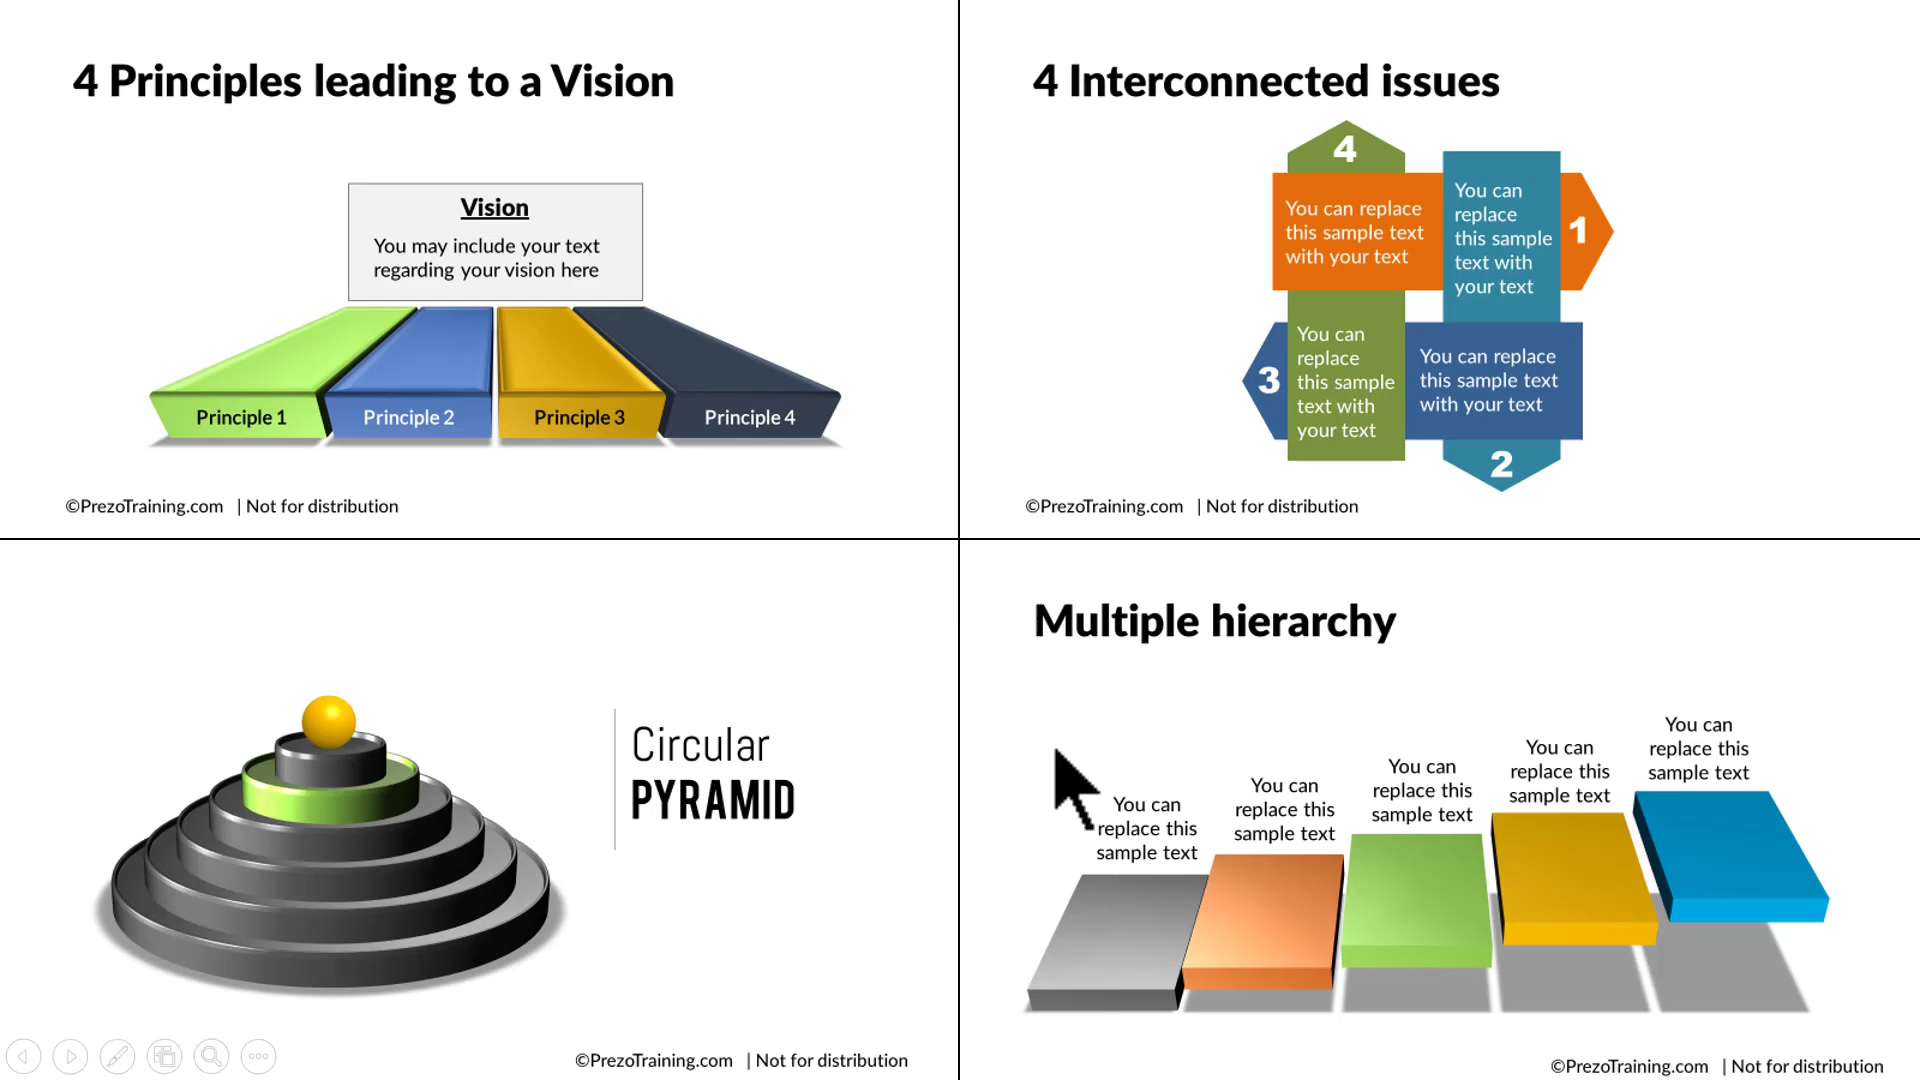 4 Principles leading to a Vision
Vision
You may include your text
regarding your vision here
Principle 1
Principle 2
Principle 3
Principle 4
©PrezoTraining.com | Not for distribution
4 Interconnected issues
4
You can replace
this sample text
with your text
You can
replace
this sample
text with
your text
1
3
You can
replace
this sample
text with
your text
You can replace
this sample text
with your text
2
©PrezoTraining.com | Not for distribution
Circular
PYRAMID
©PrezoTraining.com | Not for distribution
Multiple hierarchy
You can
replace this
sample text
You can
replace this
sample text
You can
replace this
sample text
You can
replace this
sample text
You can
replace this
sample text
©PrezoTraining.com | Not for distribution